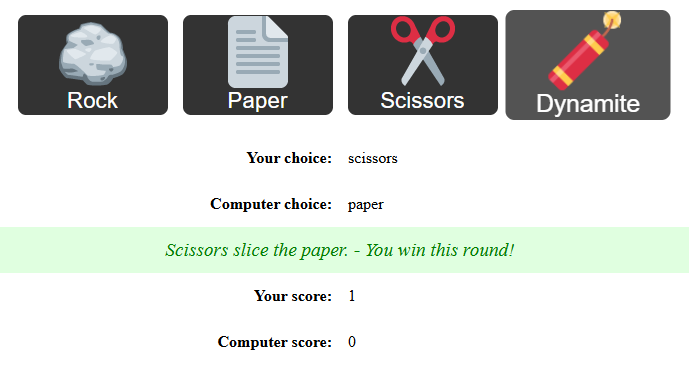 Rock Paper Scissors Dynamite
Your choice: scissors
Computer choice: paper
Scissors slice the paper. - You win this round!
Your score: 1
Computer score: 0